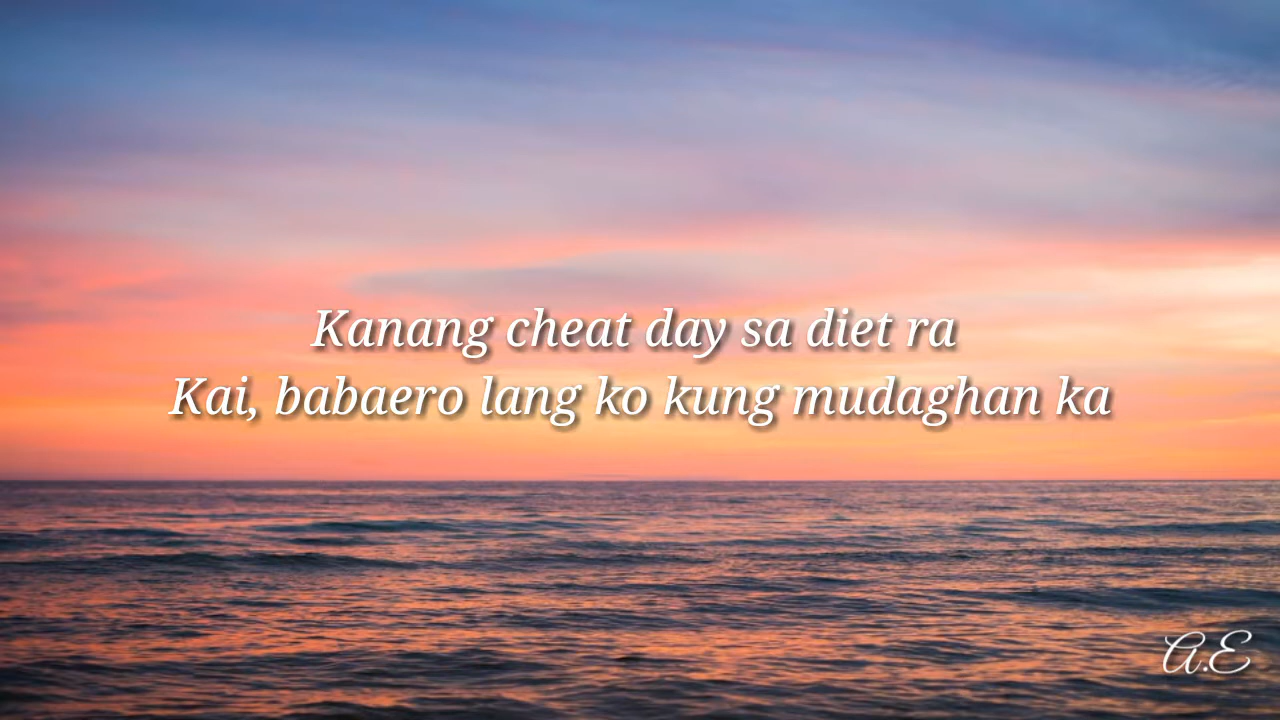 Kanang cheat day sa diet ra
Kai, babaero lang ko kung mudaghan ka
A.E